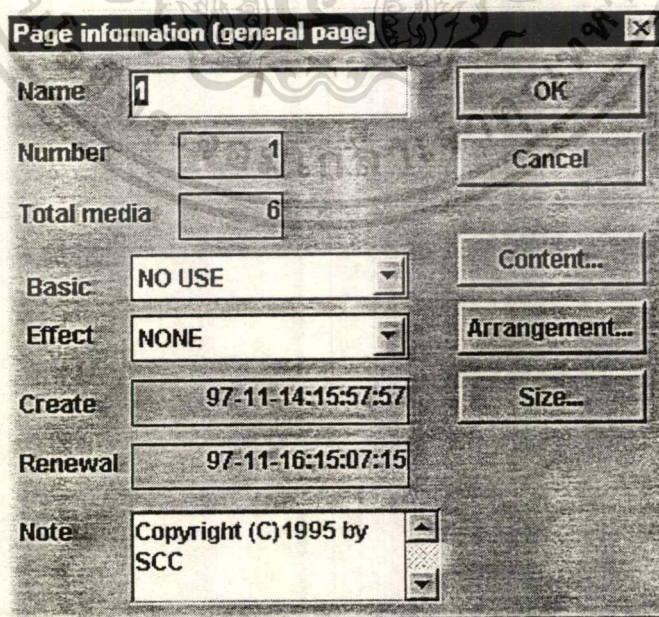 Page information (general page)
Name 1 OK
Number 1 Cancel
Total media 6
Content...
Basic NO USE
Effect NONE Arrangement...
Create 97-11-14:15:57:57 Size...
Renewal 97-11-16:15:07:15
Note Copyright (C)1995 by
SCC